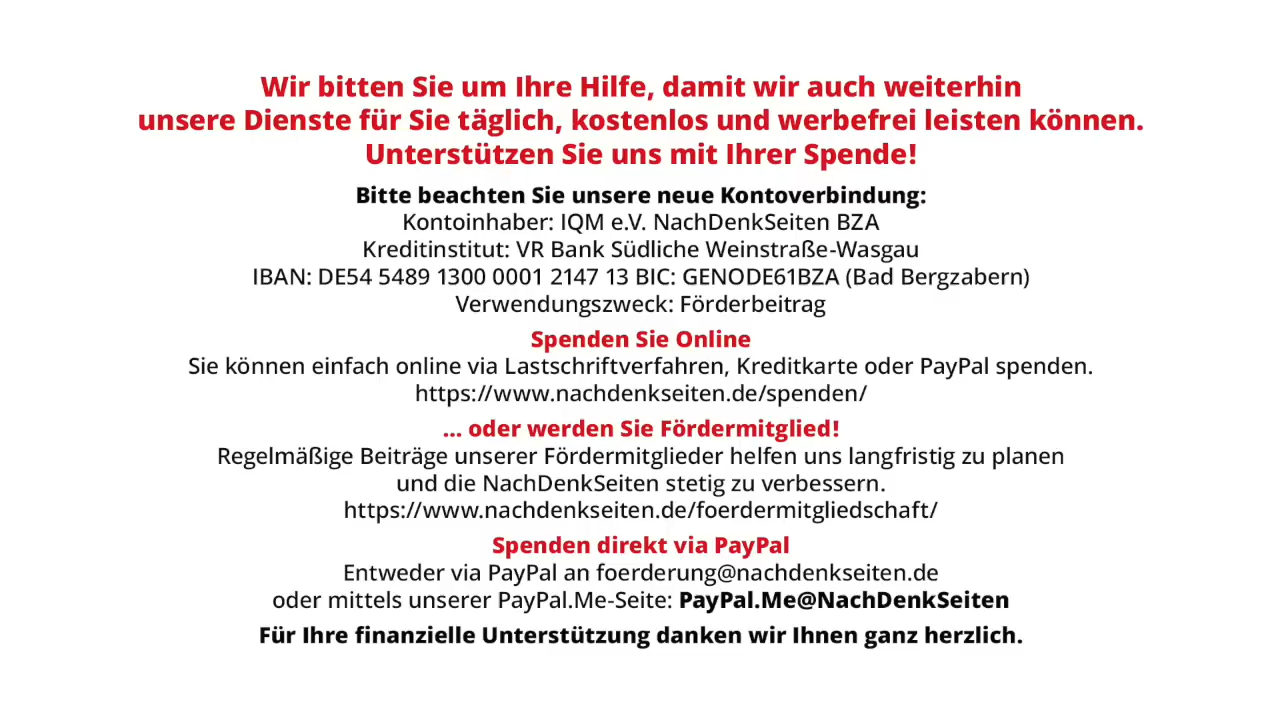 Wir bitten Sie um Ihre Hilfe, damit wir auch weiterhin
unsere Dienste für Sie täglich, kostenlos und werbefrei leisten können.
Unterstützen Sie uns mit Ihrer Spende!
Bitte beachten Sie unsere neue Kontoverbindung:
Kontoinhaber: IQM e.V. NachDenkSeiten BZA
Kreditinstitut: VR Bank Südliche Weinstraße-Wasgau
IBAN: DE54 5489 1300 0001 2147 13 BIC: GENODE61BZA (Bad Bergzabern)
Verwendungszweck: Förderbeitrag
Spenden Sie Online
Sie können einfach online via Lastschriftverfahren, Kreditkarte oder PayPal spenden.
https://www.nachdenkseiten.de/spenden/
... oder werden Sie Fördermitglied!
Regelmäßige Beiträge unserer Fördermitglieder helfen uns langfristig zu planen
und die NachDenkSeiten stetig zu verbessern.
https://www.nachdenkseiten.de/foerdermitgliedschaft/
Spenden direkt via PayPal
Entweder via PayPal an foerderung@nachdenkseiten.de
oder mittels unserer PayPal.Me-Seite: PayPal.Me@NachDenkSeiten
Für Ihre finanzielle Unterstützung danken wir Ihnen ganz herzlich.